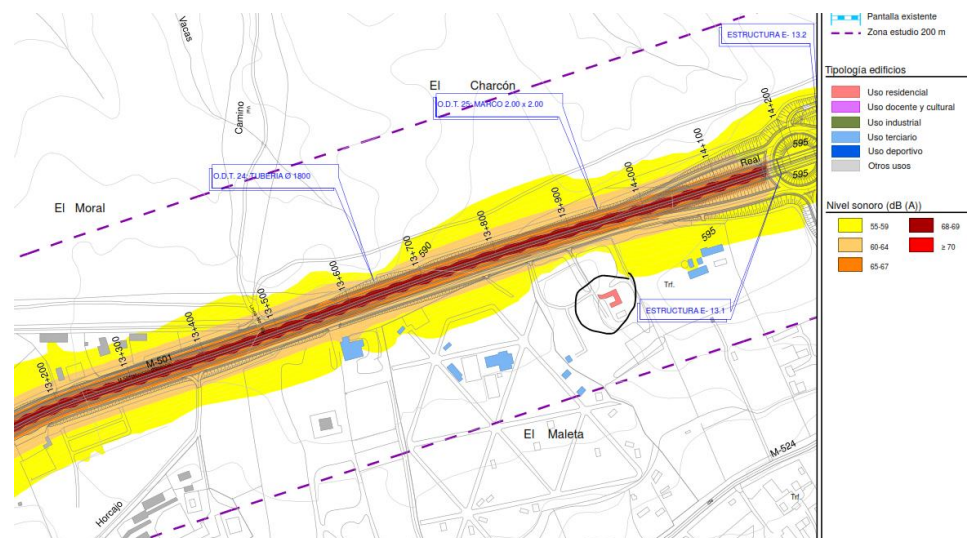 Pantalla existente
Zona estudio 200 m
Tipología edificios
Uso residencial
Uso docente y cultural
Uso industrial
Uso terciario
Uso deportivo
Otros usos
Nivel sonoro (dB (A))
55-59
60-64
65-67
68-69
≥ 70
ESTRUCTURA E- 13.2
Vacas
Camino
El Charcón
O.D.T. 25: MARCO 2.00 x 2.00
14+200
595
14+100
Real
595
O.D.T. 24: TUBERIA Ø 1800
14+000
El Moral
13+900
13+800
590
13+700
595
13+600
Trf.
13+500
ESTRUCTURA E- 13.1
13+400
13+300
M-501
13+200
El Maleta
M-524
Horcajo
Trf.